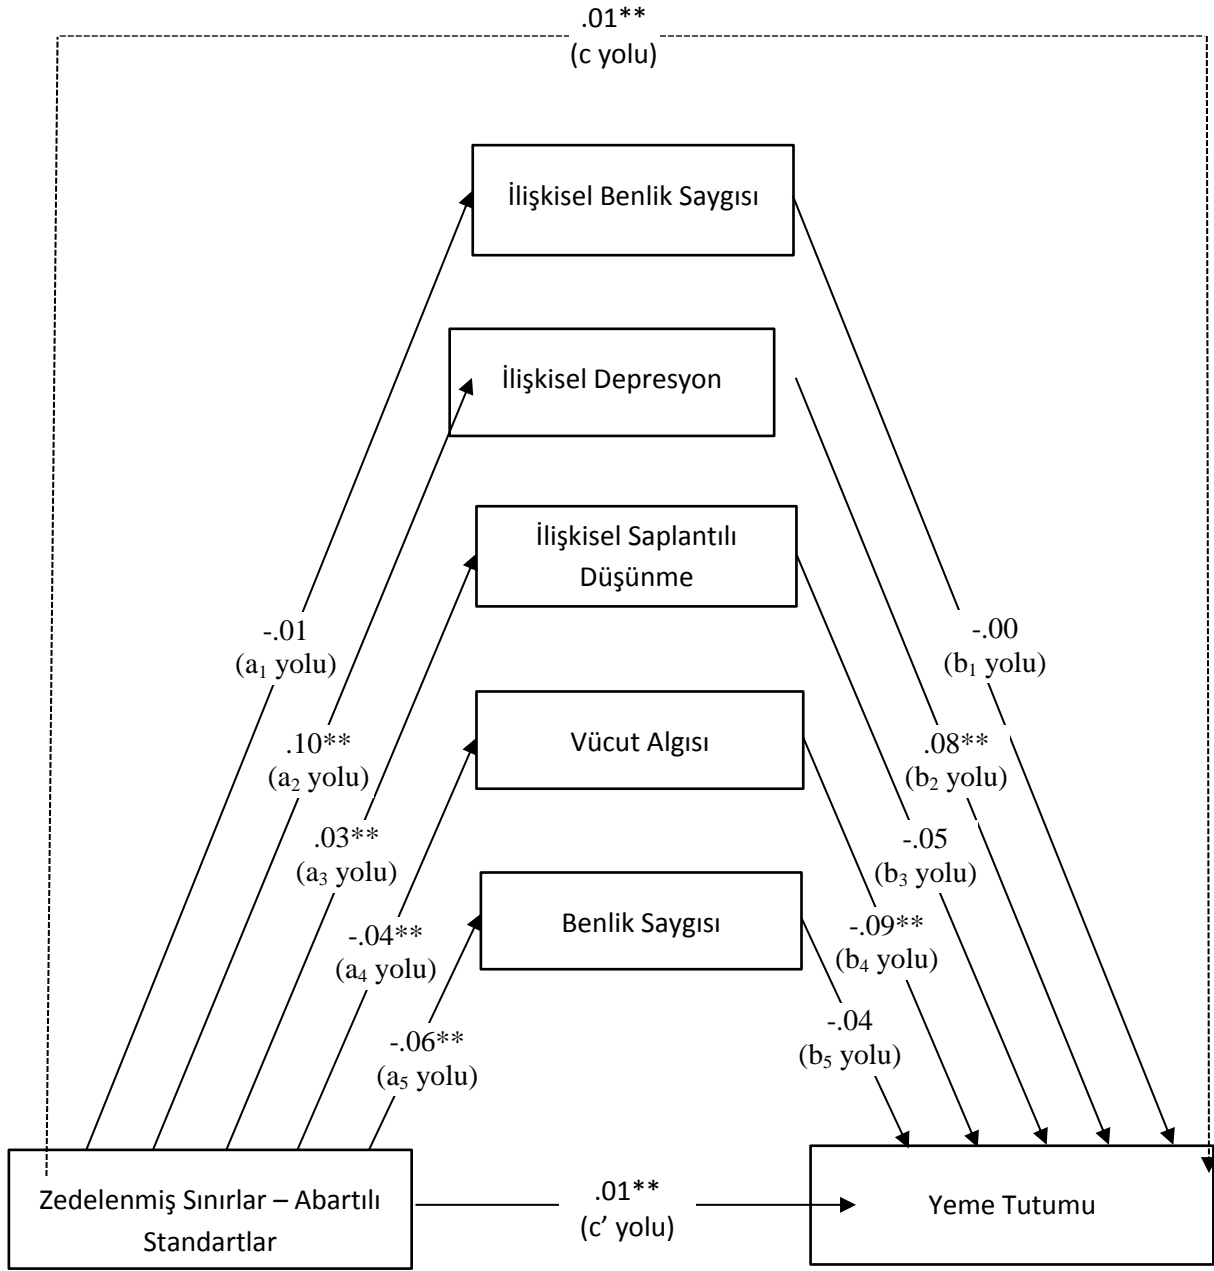 .01**
(c yolu)
İlişkisel Benlik Saygısı
İlişkisel Depresyon
İlişkisel Saplantılı
Düşünme
-.01
(a₁ yolu)
-.00
(b₁ yolu)
Vücut Algısı
.10**
(a₂ yolu)
.08**
(b₂ yolu)
.03**
(a₃ yolu)
-.05
(b₃ yolu)
Benlik Saygısı
-.04**
(a₄ yolu)
-.09**
(b₄ yolu)
-.06**
(a₅ yolu)
-.04
(b₅ yolu)
Zedelenmiş Sınırlar – Abartılı
Standartlar
.01**
(c’ yolu)
Yeme Tutumu